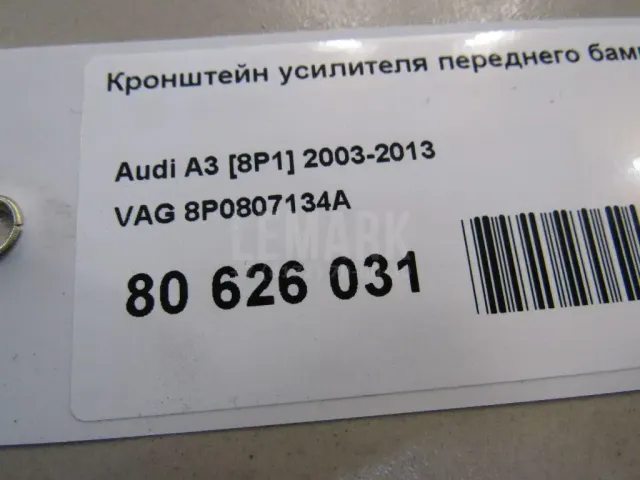 Кронштейн усилителя переднего
Audi A3 [8P1] 2003-2013
VAG 8P0807134A
LEMARK
80 626 031